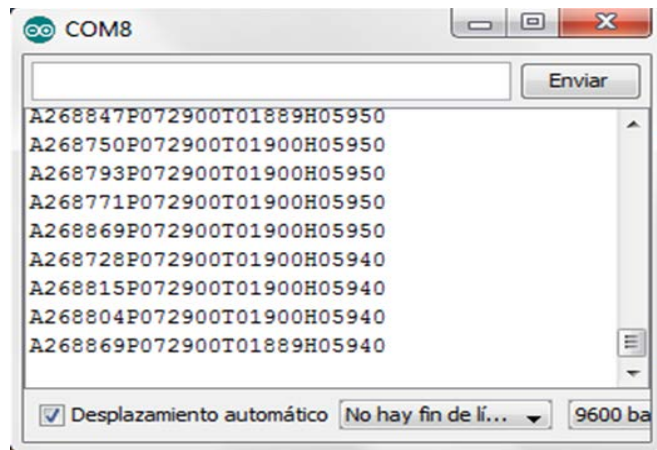 COM8
Enviar
A268847P072900T01889H05950
A268750P072900T01900H05950
A268793P072900T01900H05950
A268771P072900T01900H05950
A268869P072900T01900H05950
A268728P072900T01900H05940
A268815P072900T01900H05940
A268804P072900T01900H05940
A268869P072900T01889H05940
Desplazamiento automático No hay fin de lí... 9600 ba